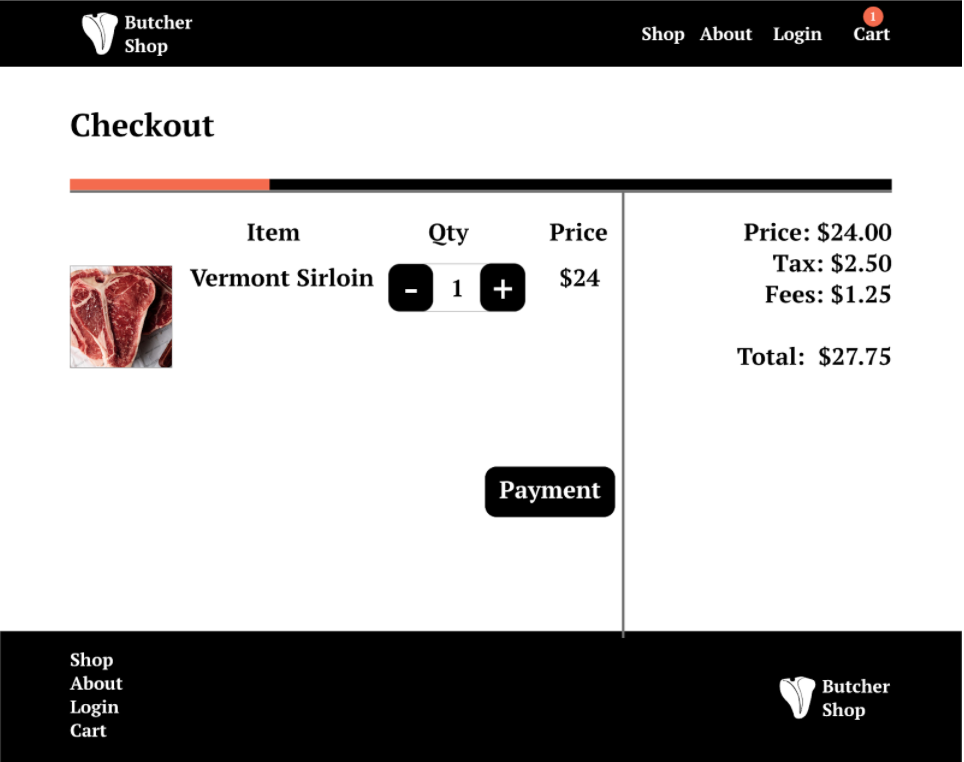 Butcher
Shop
Shop About Login Cart
1
Checkout
Item Qty Price
Vermont Sirloin - 1 + $24
Price: $24.00
Tax: $2.50
Fees: $1.25
Total: $27.75
Payment
Shop
About
Login
Cart
Butcher
Shop